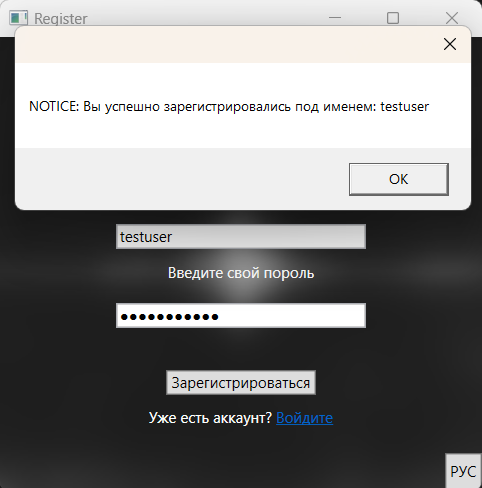 Register
NOTICE: Вы успешно зарегистрировались под именем: testuser
OK
testuser
Введите свой пороль
Зарегистрироваться
Уже есть аккаунт? Войдите
РУС